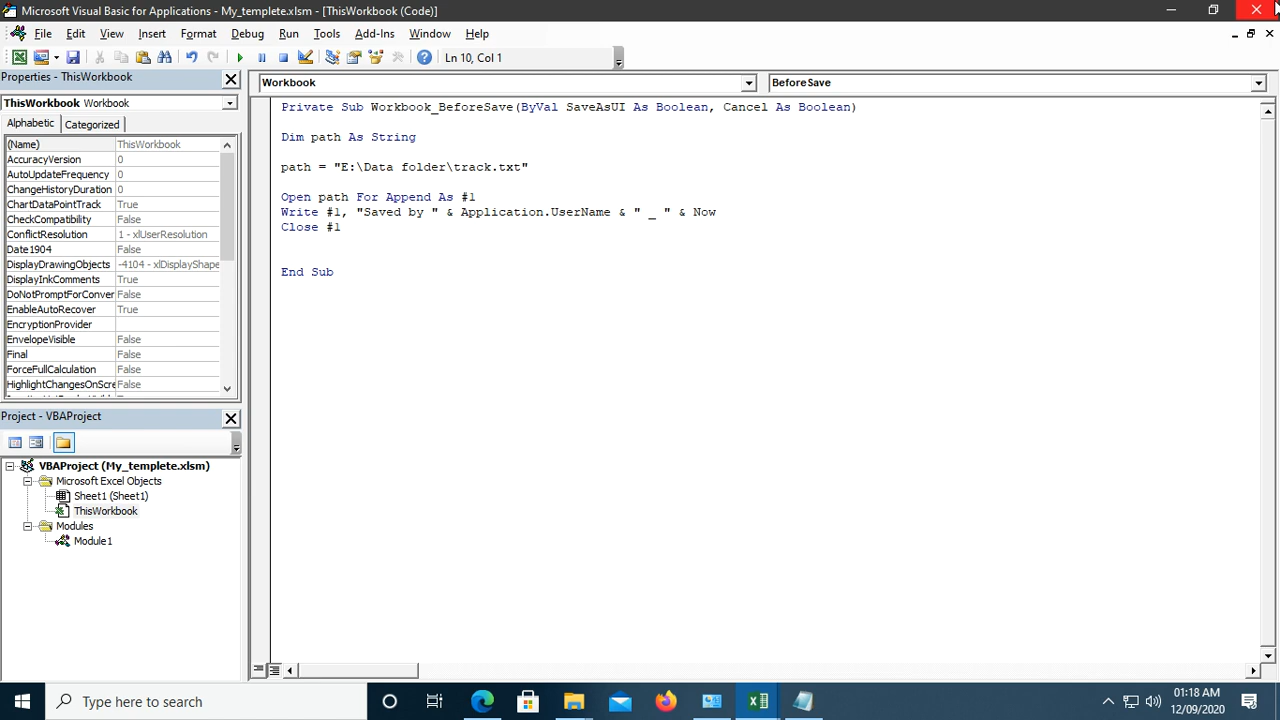 Microsoft Visual Basic for Applications - My_templete.xlsm - [ThisWorkbook (Code)]
File Edit View Insert Format Debug Run Tools Add-Ins Window Help
Ln 10, Col 1
Properties - ThisWorkbook
ThisWorkbook Workbook
Alphabetic Categorized
(Name) ThisWorkbook
AccuracyVersion 0
AutoUpdateFrequency 0
ChangeHistoryDuration 0
ChartDataPointTrack True
CheckCompatibility False
ConflictResolution 1 - xlUserResolution
Date1904 False
DisplayDrawingObjects -4104 - xlDisplayShape
DisplayInkComments True
DoNotPromptForConver False
EnableAutoRecover True
EncryptionProvider
EnvelopeVisible False
Final False
ForceFullCalculation False
HighlightChangesOnScre False
Project - VBAProject
VBAProject (My_templete.xlsm)
Microsoft Excel Objects
Sheet1 (Sheet1)
ThisWorkbook
Modules
Module1
Workbook
BeforeSave
Private Sub Workbook_BeforeSave(ByVal SaveAsUI As Boolean, Cancel As Boolean)
Dim path As String
path = "E:\Data folder\track.txt"
Open path For Append As #1
Write #1, "Saved by " & Application.UserName & " _ " & Now
Close #1
End Sub
Type here to search
01:18 AM
12/09/2020